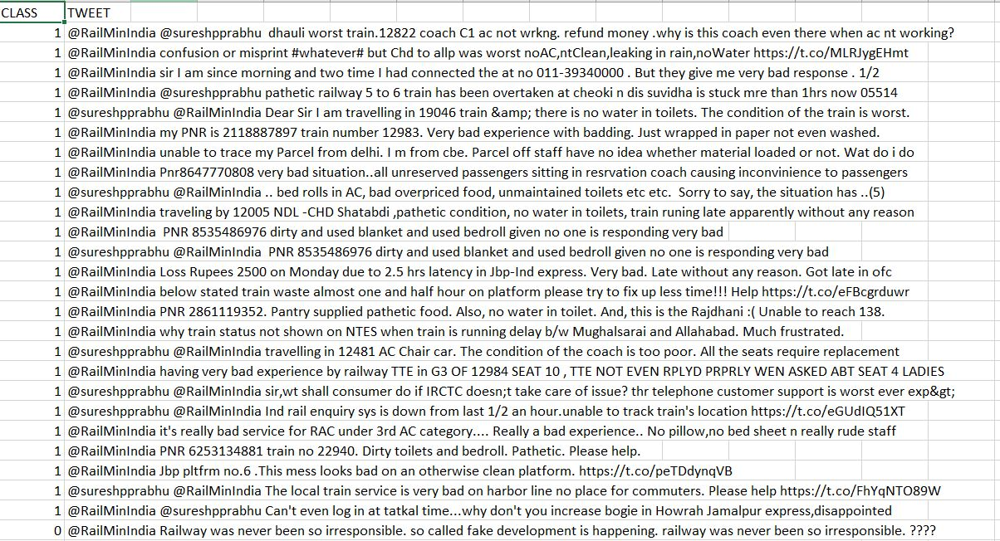 CLASS TWEET
1 @RailMinIndia @sureshpprabhu dhauli worst train.12822 coach C1 ac not wrkng. refund money .why is this coach even there when ac nt working?
1 @RailMinIndia confusion or misprint #whatever# but Chd to allp was worst noAC,ntClean,leaking in rain,noWater https://t.co/MLRJygEHmt
1 @RailMinIndia sir I am since morning and two time I had connected the at no 011-39340000 . But they give me very bad response . 1/2
1 @RailMinIndia @sureshpprabhu pathetic railway 5 to 6 train has been overtaken at cheoki n dis suvidha is stuck mre than 1hrs now 05514
1 @sureshpprabhu @RailMinIndia Dear Sir I am travelling in 19046 train &amp; there is no water in toilets. The condition of the train is worst.
1 @RailMinIndia my PNR is 2118887897 train number 12983. Very bad experience with badding. Just wrapped in paper not even washed.
1 @RailMinIndia unable to trace my Parcel from delhi. I m from cbe. Parcel off staff have no idea whether material loaded or not. Wat do i do
1 @RailMinIndia Pnr8647770808 very bad situation..all unreserved passengers sitting in resrvation coach causing inconvinience to passengers
1 @sureshpprabhu @RailMinIndia .. bed rolls in AC, bad overpriced food, unmaintained toilets etc etc. Sorry to say, the situation has ..(5)
1 @RailMinIndia traveling by 12005 NDL -CHD Shatabdi ,pathetic condition, no water in toilets, train runing late apparently without any reason
1 @RailMinIndia PNR 8535486976 dirty and used blanket and used bedroll given no one is responding very bad
1 @sureshpprabhu @RailMinIndia PNR 8535486976 dirty and used blanket and used bedroll given no one is responding very bad
1 @RailMinIndia Loss Rupees 2500 on Monday due to 2.5 hrs latency in Jbp-Ind express. Very bad. Late without any reason. Got late in ofc
1 @RailMinIndia below stated train waste almost one and half hour on platform please try to fix up less time!!! Help https://t.co/eFBcgrduwr
1 @RailMinIndia PNR 2861119352. Pantry supplied pathetic food. Also, no water in toilet. And, this is the Rajdhani :( Unable to reach 138.
1 @RailMinIndia why train status not shown on NTES when train is running delay b/w Mughalsarai and Allahabad. Much frustrated.
1 @sureshpprabhu @RailMinIndia travelling in 12481 AC Chair car. The condition of the coach is too poor. All the seats require replacement
1 @RailMinIndia having very bad experience by railway TTE in G3 OF 12984 SEAT 10 , TTE NOT EVEN RPLYD PRPRLY WEN ASKED ABT SEAT 4 LADIES
1 @sureshpprabhu @RailMinIndia sir,wt shall consumer do if IRCTC doesn;t take care of issue? thr telephone customer support is worst ever exp&gt;
1 @sureshpprabhu @RailMinIndia Ind rail enquiry sys is down from last 1/2 an hour.unable to track train's location https://t.co/eGUdIQ51XT
1 @RailMinIndia it's really bad service for RAC under 3rd AC category.... Really a bad experience.. No pillow,no bed sheet n really rude staff
1 @RailMinIndia PNR 6253134881 train no 22940. Dirty toilets and bedroll. Pathetic. Please help.
1 @RailMinIndia Jbp pltfrm no.6 .This mess looks bad on an otherwise clean platform. https://t.co/peTDdynqVB
1 @sureshpprabhu @RailMinIndia The local train service is very bad on harbor line no place for commuters. Please help https://t.co/FhYqNTO89W
1 @RailMinIndia @sureshpprabhu Can't even log in at tatkal time...why don't you increase bogie in Howrah Jamalpur express,disappointed
0 @RailMinIndia Railway was never been so irresponsible. so called fake development is happening. railway was never been so irresponsible. ????